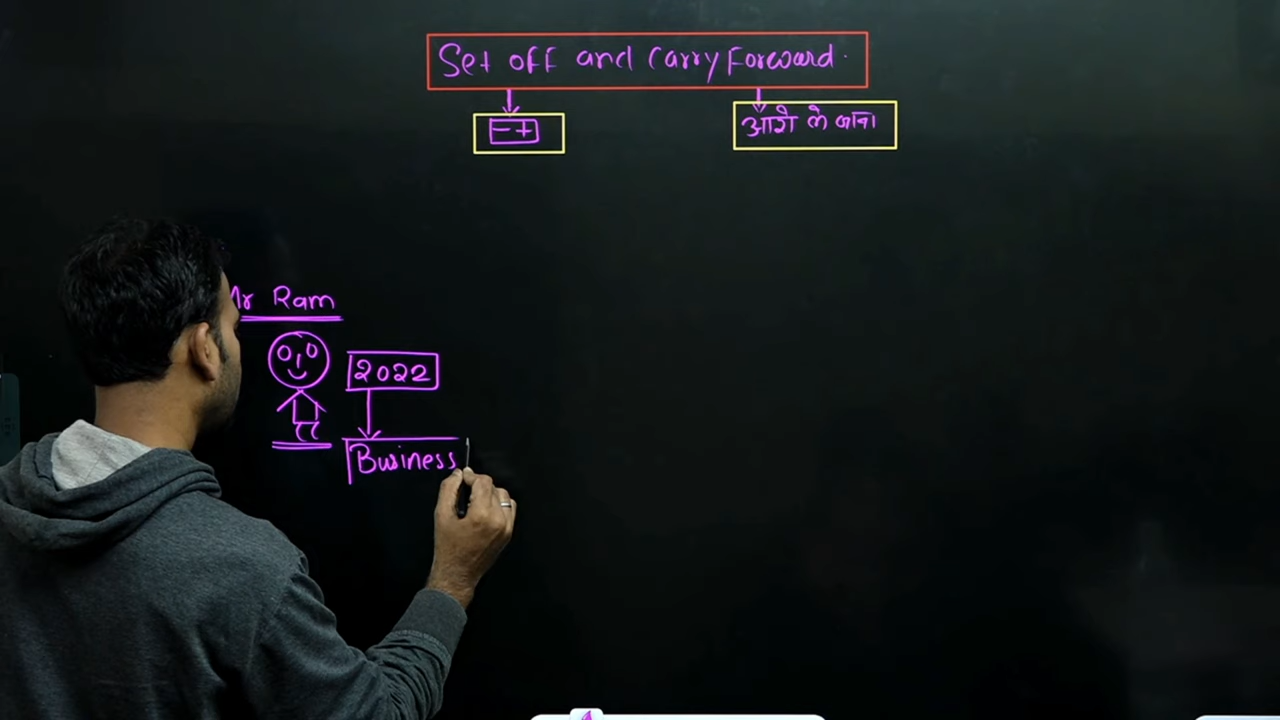 Set off and Carry Forward.
- +
आगे ले जाना
Mr Ram
2022
Business